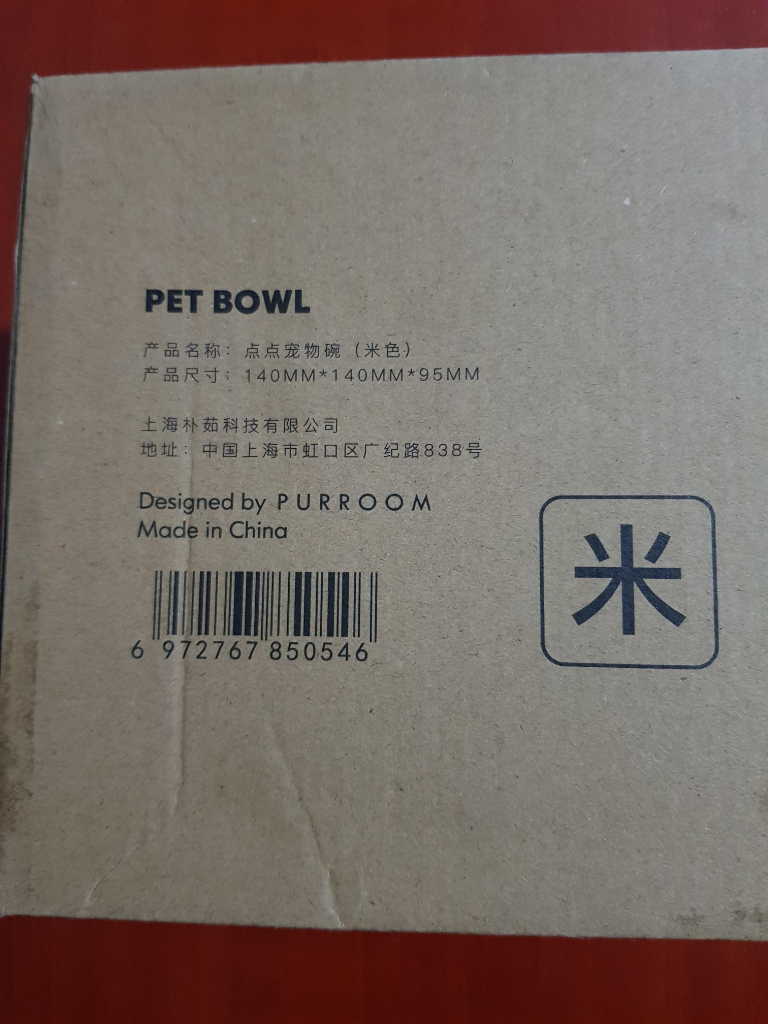 PET BOWL
产品名称：点点宠物碗（米色）
产品尺寸：140MM*140MM*95MM
上海朴茹科技有限公司
地址：中国上海市虹口区广纪路838号
Designed by PURROOM
Made in China
米
6 972767 850546